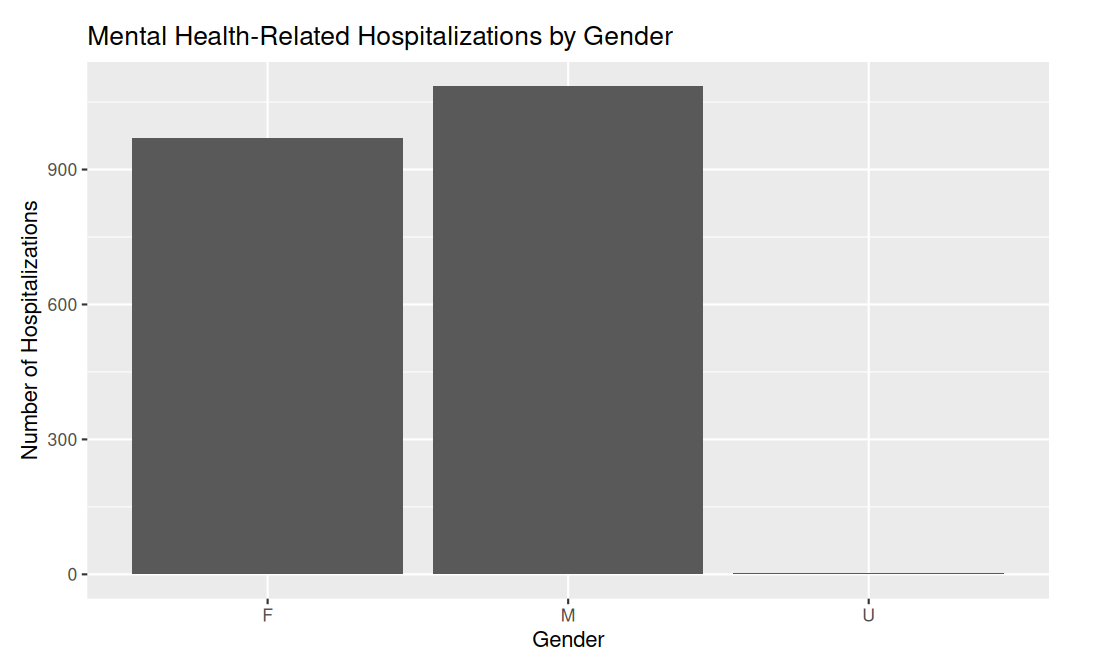 Mental Health-Related Hospitalizations by Gender
Number of Hospitalizations
900
600
300
0
F
M
U
Gender